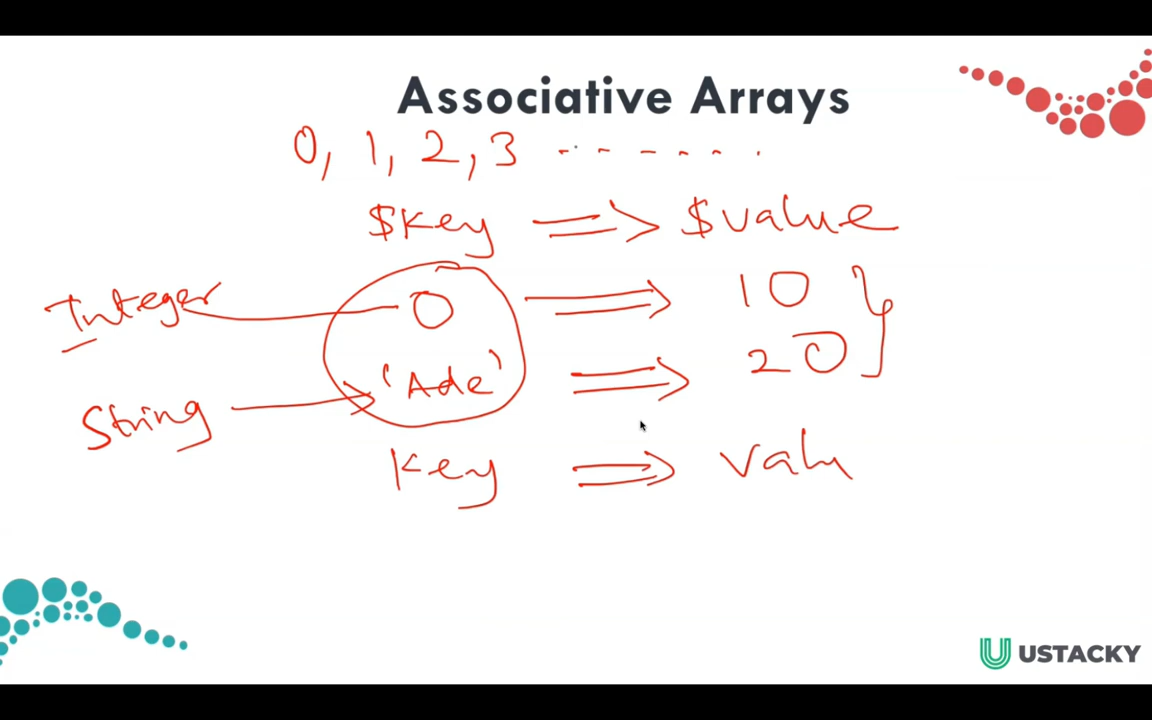 Associative Arrays
0, 1, 2, 3 - - - - - - .
$key => $value
Integer 0 => 10
String 'Ade' => 20
key => valu
USTACKY